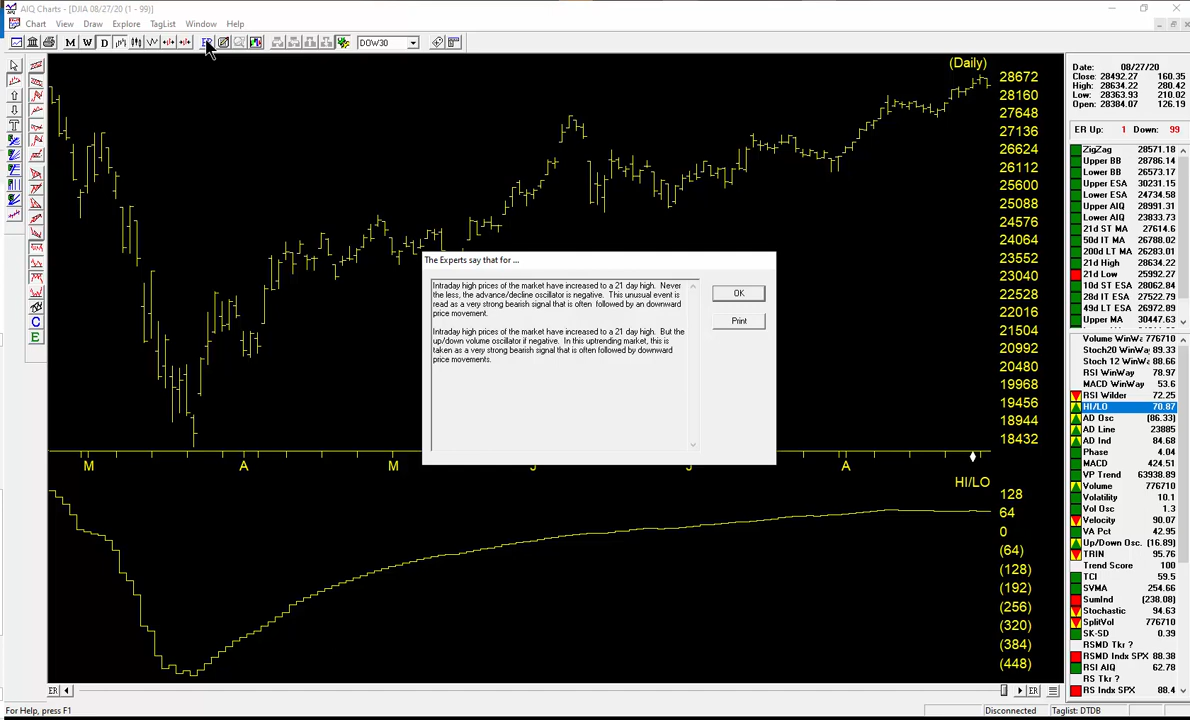 AIQ Charts - [DJIA 08/27/20 (1 - 99)]
Chart View Draw Explore TagList Window Help
M W D
DOW30
(Daily)
28672
28160
27648
27136
26624
26112
25600
25088
24576
24064
23552
23040
22528
22016
21504
20992
20480
19968
19456
18944
18432
The Experts say that for ...
Intraday high prices of the market have increased to a 21 day high. Never
the less, the advance/decline oscillator is negative. This unusual event is
read as a very strong bearish signal that is often followed by an downward
price movement.
Intraday high prices of the market have increased to a 21 day high. But the
up/down volume oscillator if negative. In this uptrending market, this is
taken as a very strong bearish signal that is often followed by downward
price movements.
OK
Print
M A M J J A
HI/LO
128
64
0
(64)
(128)
(192)
(256)
(320)
(384)
(448)
Date: 08/27/20
Close: 28492.27 160.35
High: 28634.22 280.42
Low: 28363.93 210.02
Open: 28384.07 126.19
ER Up: 1 Down: 99
ZigZag 28571.18
Upper BB 28786.14
Lower BB 26573.17
Upper ESA 30231.15
Lower ESA 24734.58
Upper AIQ 28991.31
Lower AIQ 23833.73
21d ST MA 27614.6
50d IT MA 26788.02
200d LT MA 26283.01
21d High 28634.22
21d Low 25992.27
10d ST ESA 28062.84
28d IT ESA 27522.79
49d LT ESA 26972.89
Upper MA 30447.63
Volume WinWa 776710
Stoch20 WinWa 89.33
Stoch 12 WinWa 88.66
RSI WinWay 78.97
MACD WinWay 53.6
RSI Wilder 72.25
HI/LO 70.87
AD Osc (86.33)
AD Line 23885
AD Ind 84.68
Phase 4.04
MACD 424.51
VP Trend 63938.89
Volume 776710
Volatility 10.1
Vol Osc 1.3
Velocity 90.07
VA Pct 42.95
Up/Down Osc. (16.89)
TRIN 95.76
Trend Score 100
TCI 59.5
SVMA 254.66
SumInd (238.08)
Stochastic 94.63
SplitVol 776710
SK-SD 0.39
RSMD Tkr ?
RSMD Indx SPX 88.38
RSI AIQ 62.78
RS Tkr ?
RS Indx SPX 88.4
C
E
ER
ER
For Help, press F1
Disconnected
Taglist: DTDB